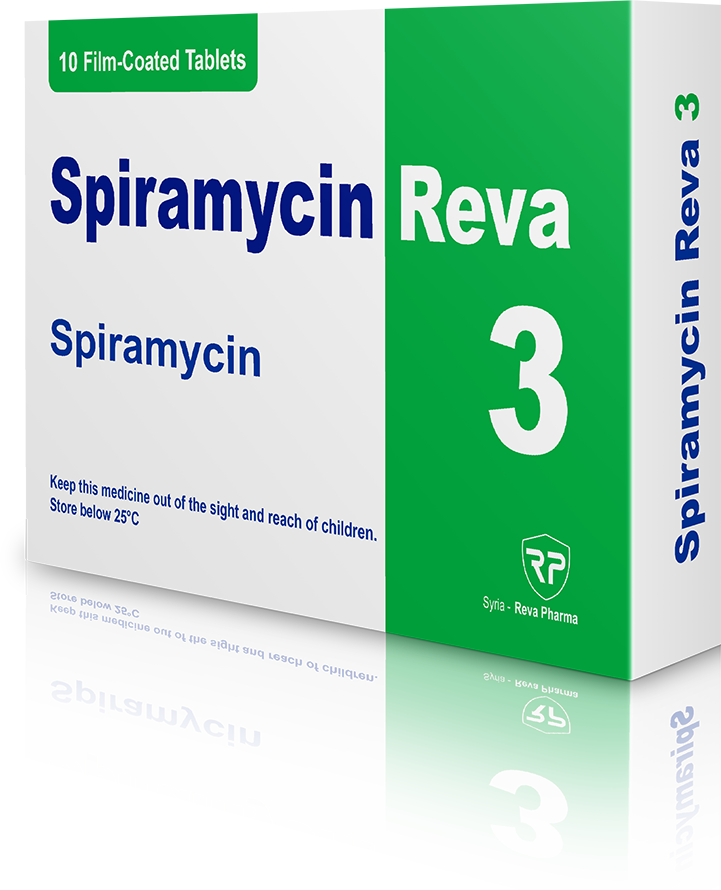 10 Film-Coated Tablets
Spiramycin Reva
3
Spiramycin
Keep this medicine out of the sight and reach of children.
Store below 25°C
RP
Syria - Reva Pharma
Spiramycin Reva 3